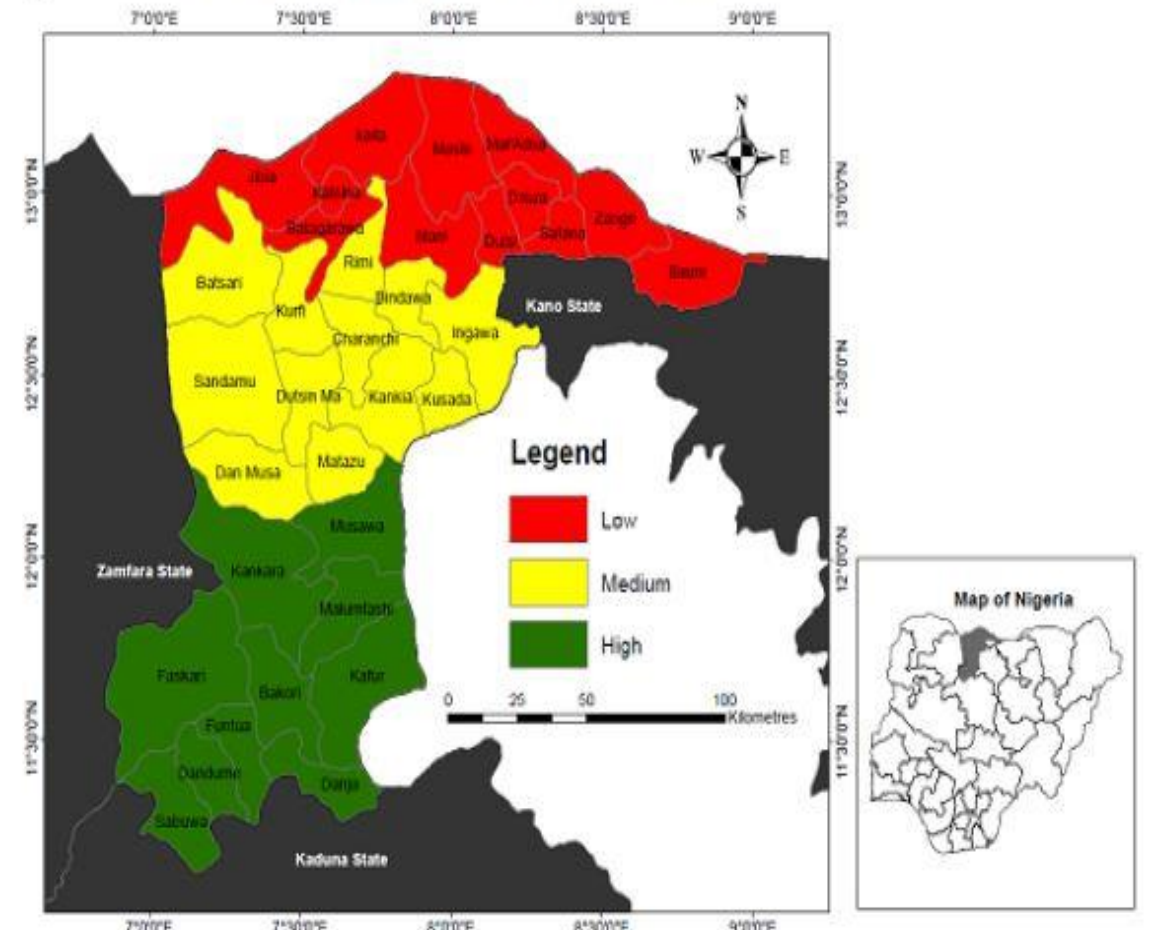 7°0'0"E 7°30'0"E 8°0'0"E 8°30'0"E 9°0'0"E
N
W E
S
13°0'0"N
13°0'0"N
Kaita
Mashi
Mai'Adua
Jibia
Katsina
Daura
Zango
Batagarawa
Mani
Dutsi
Sandamu
Baure
Rimi
Batsari
Bindawa
Kurfi
Kano State
Ingawa
Charanchi
12°30'0"N
12°30'0"N
Sandamu
Dutsin Ma
Kankia
Kusada
Matazu
Dan Musa
Legend
Low
Medium
High
Musawa
12°0'0"N
12°0'0"N
Zamfara State
Kankara
Malumfashi
Faskari
Kafur
Bakori
Funtua
0 25 50 100
Kilometres
11°30'0"N
11°30'0"N
Dandume
Danja
Sabuwa
Kaduna State
Map of Nigeria
7°0'0"E 7°30'0"E 8°0'0"E 8°30'0"E 9°0'0"E